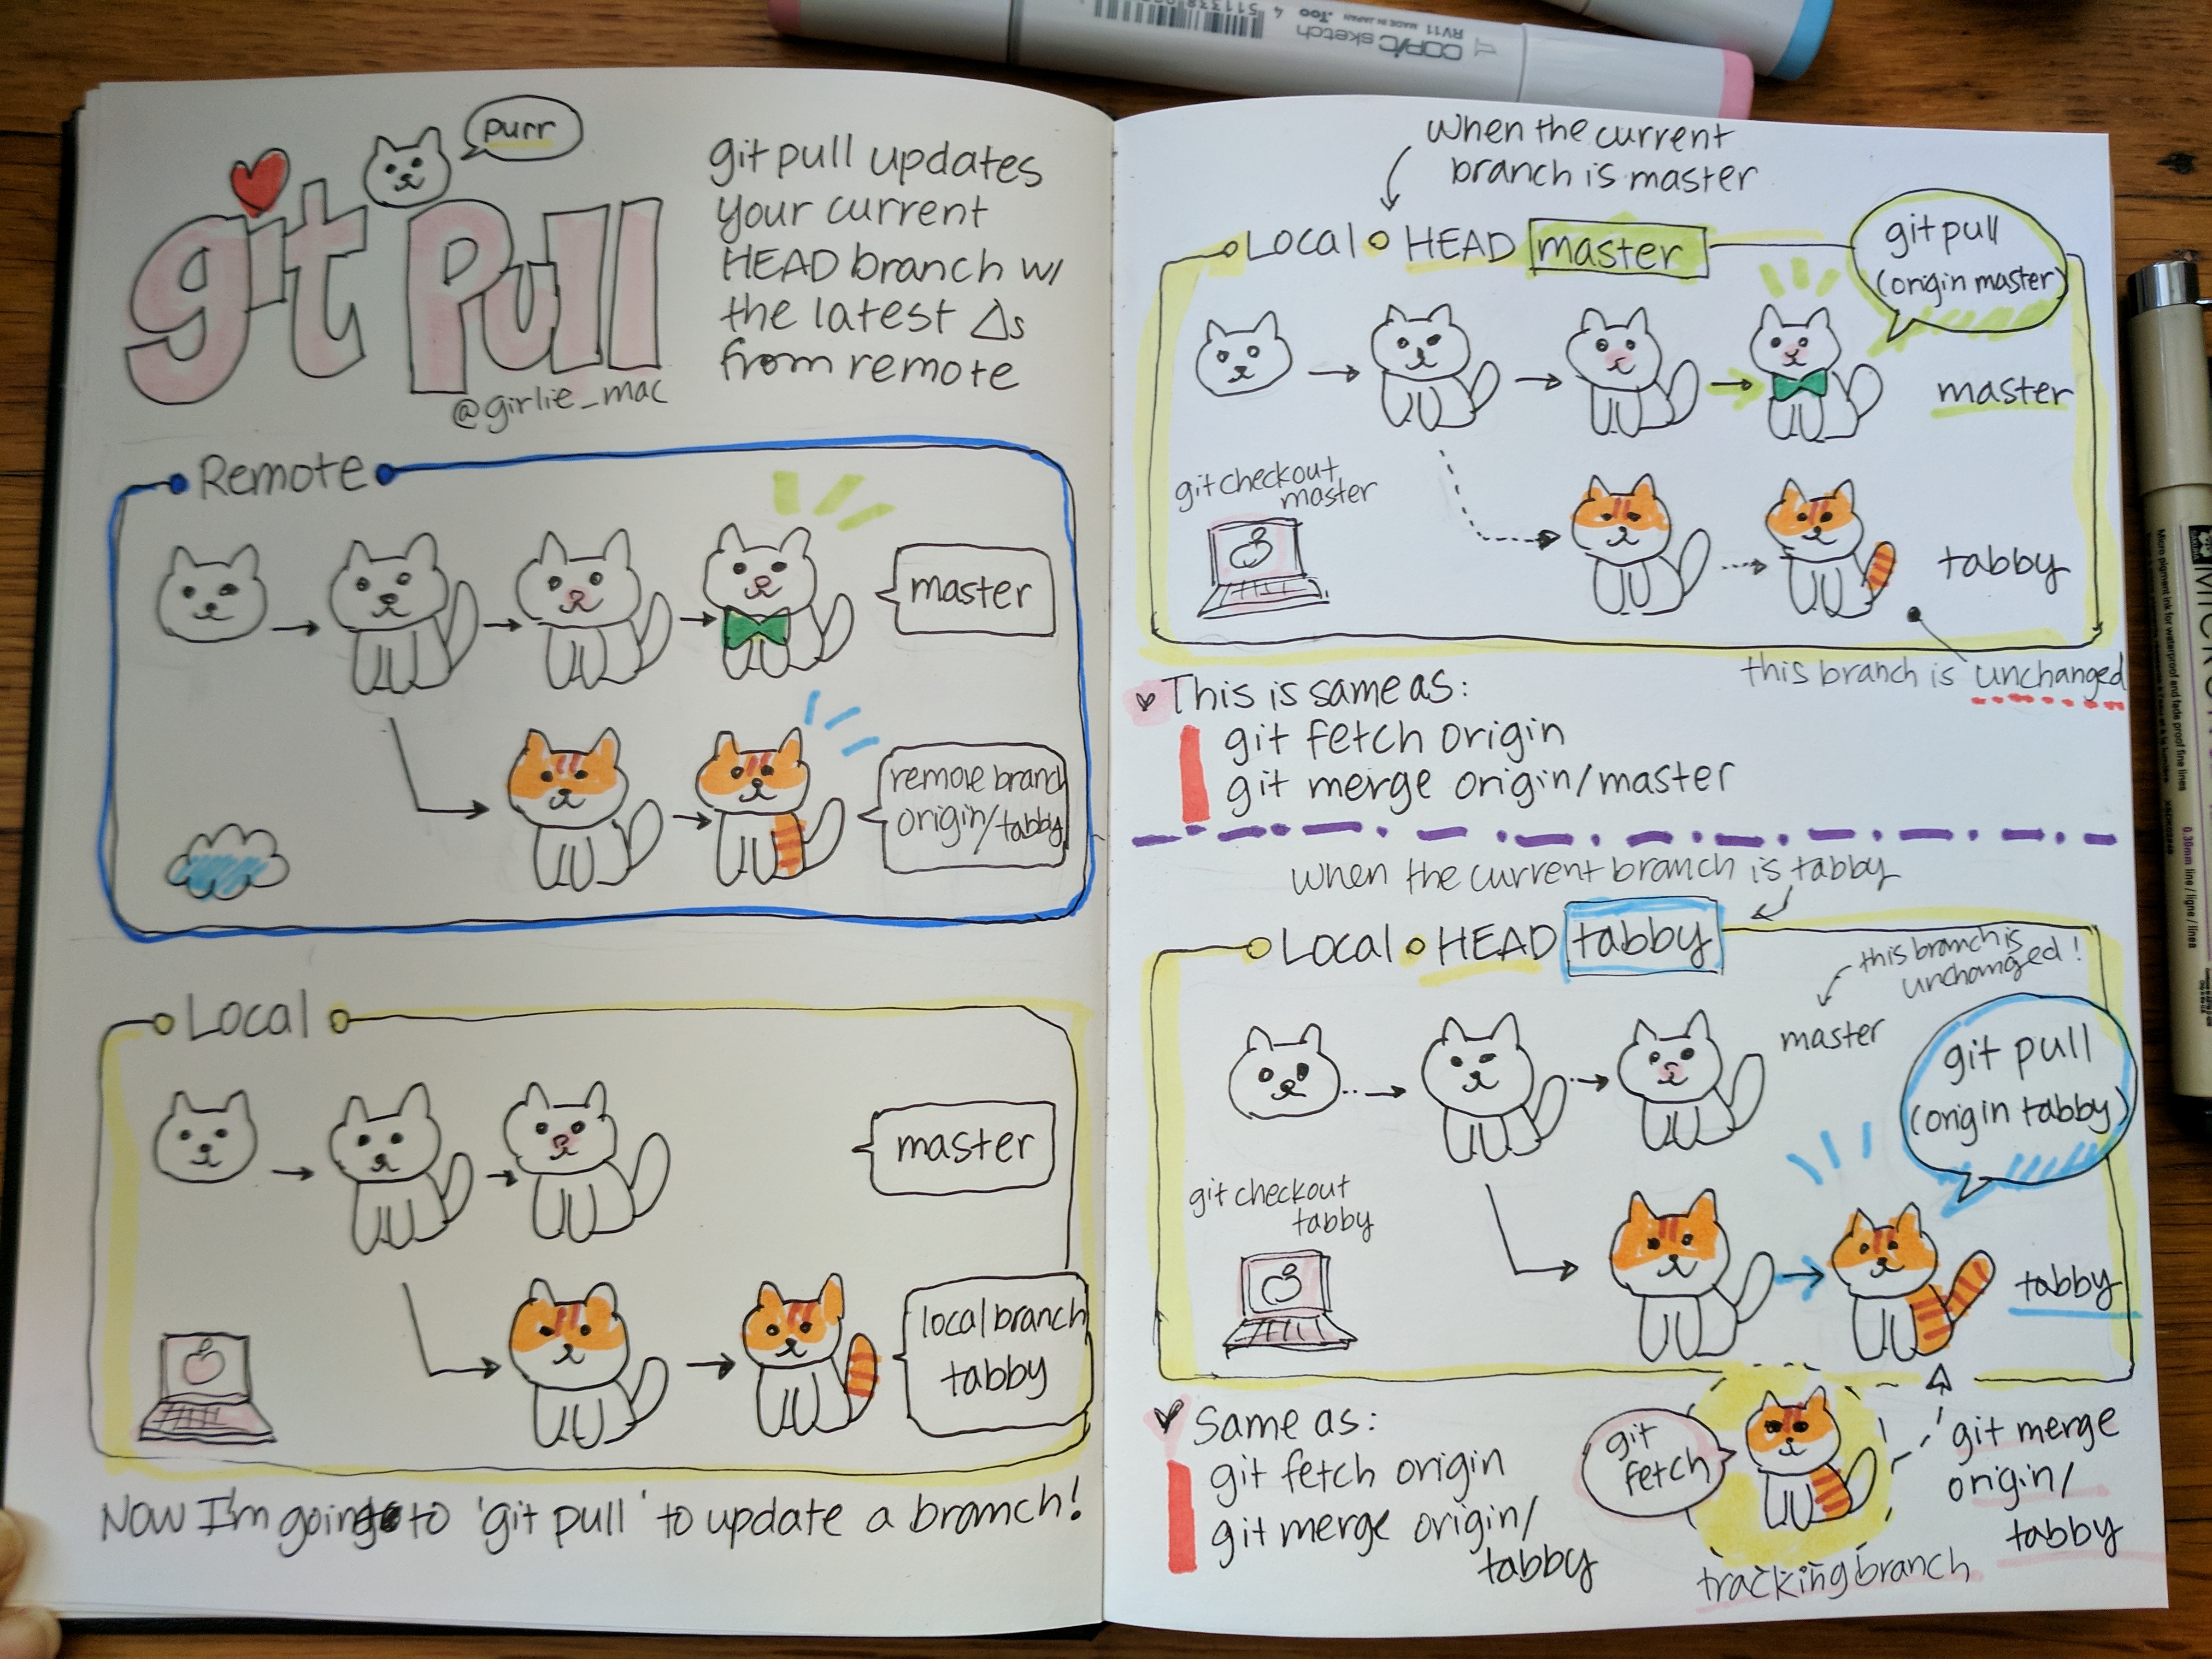 purr
git pull
@girlie_mac
git pull updates
your current
HEAD branch w/
the latest Δs
from remote
Remote
master
remote branch
origin/tabby
Local
master
local branch
tabby
Now I'm going to 'git pull' to update a branch!
When the current
branch is master
Local HEAD master
git pull
(origin master)
master
git checkout
master
tabby
this branch is unchanged
This is same as:
git fetch origin
git merge origin/master
when the current branch is tabby
Local HEAD tabby
this branch is
unchanged!
master
git pull
(origin tabby)
git checkout
tabby
tabby
Same as:
git fetch origin
git merge origin/
tabby
git
fetch
git merge
origin/
tabby
tracking branch
COPIC sketch
RV11 MADE IN JAPAN .Too
Micro pigment ink for waterproof and fade proof fine lines
0.30mm line / ligne / linea